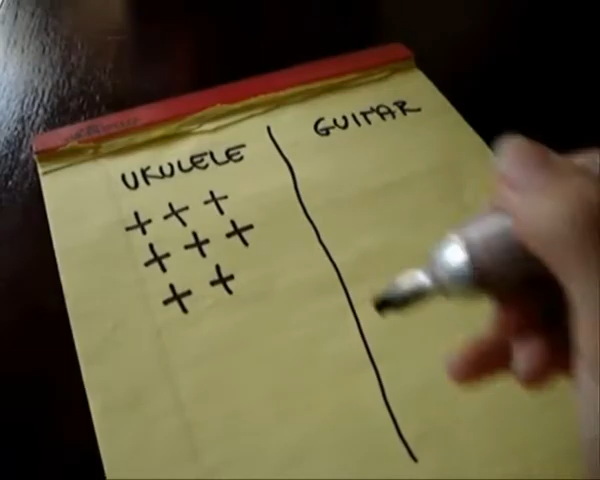 UKULELE GUITAR
+ + +
+ + +
+ +